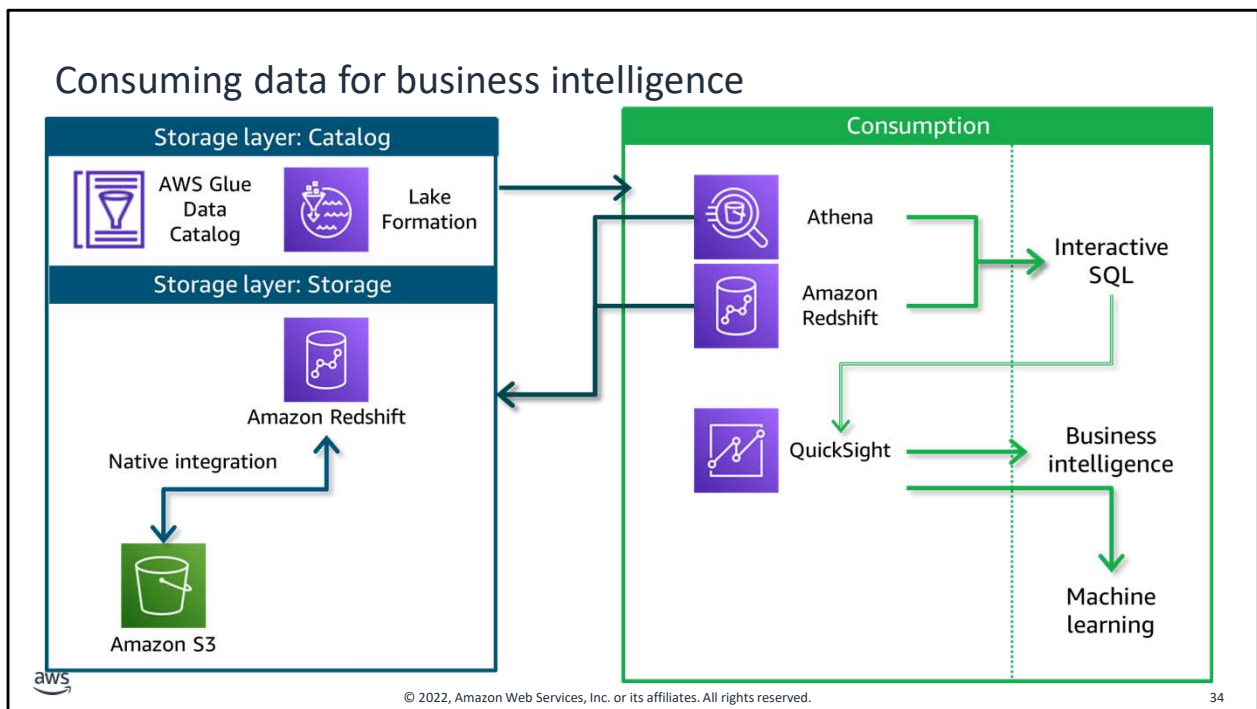 Consuming data for business intelligence
Storage layer: Catalog
AWS Glue
Data
Catalog
Lake
Formation
Storage layer: Storage
Amazon Redshift
Native integration
Amazon S3
Consumption
Athena
Amazon
Redshift
Interactive
SQL
QuickSight
Business
intelligence
Machine
learning
aws
© 2022, Amazon Web Services, Inc. or its affiliates. All rights reserved.
34